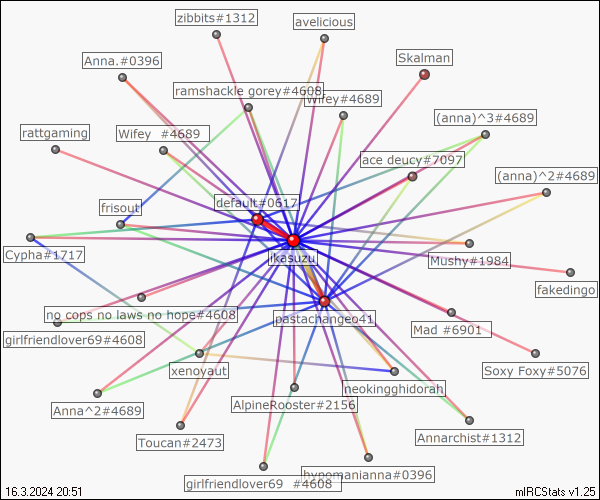 zibbits#1312
avelicious
Anna.#0396
Skalman
ramshackle gorey#4608
Wifey#4689
(anna)^3#4689
rattgaming
Wifey  #4689
ace deucy#7097
(anna)^2#4689
default#0617
frisout
Cypha#1717
ikasuzu
Mushy#1984
fakedingo
no cops no laws no hope#4608
pastachangeo41
Mad #6901
girlfriendlover69#4608
xenoyaut
Soxy Foxy#5076
neokingghidorah
Anna^2#4689
AlpineRooster#2156
Toucan#2473
Annarchist#1312
hypomanianna#0396
girlfriendlover69  #4608
16.3.2024 20:51
mIRCStats v1.25